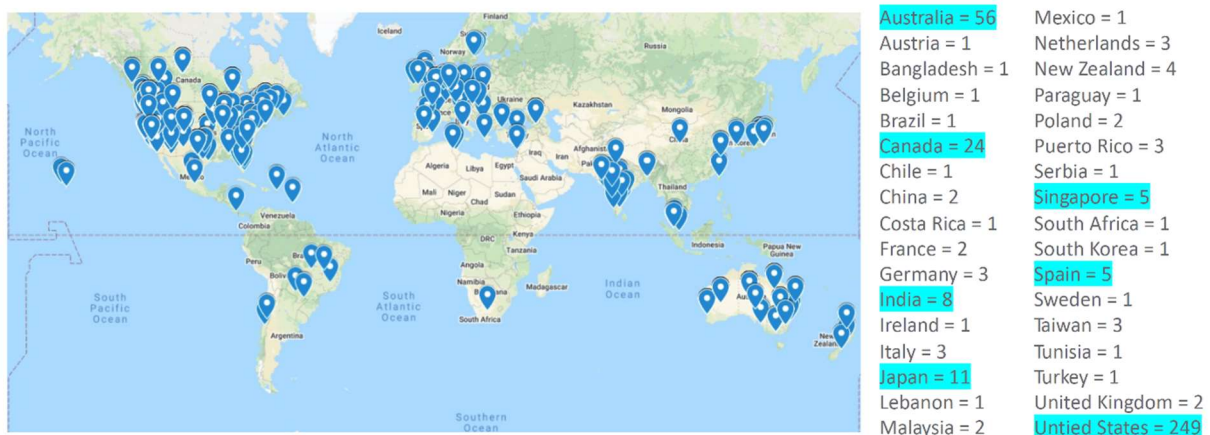 Finland
Iceland
Norway
Russia
Canada
Ukraine
Kazakhstan
Mongolia
North
Pacific
Ocean
North
Atlantic
Ocean
Algeria
Libya
Egypt
Iraq
Iran
Afghanistan
Saudi Arabia
Mali
Niger
Chad
Sudan
Thailand
Nigeria
Ethiopia
Venezuela
Colombia
DRC
Kenya
Tanzania
Indonesia
Papua New
Guinea
Peru
Angola
Namibia
Madagascar
South
Pacific
Ocean
South
Atlantic
Ocean
Indian
Ocean
South Africa
Argentina
New
Zealand
Southern
Ocean
Australia = 56
Austria = 1
Bangladesh = 1
Belgium = 1
Brazil = 1
Canada = 24
Chile = 1
China = 2
Costa Rica = 1
France = 2
Germany = 3
India = 8
Ireland = 1
Italy = 3
Japan = 11
Lebanon = 1
Malaysia = 2
Mexico = 1
Netherlands = 3
New Zealand = 4
Paraguay = 1
Poland = 2
Puerto Rico = 3
Serbia = 1
Singapore = 5
South Africa = 1
South Korea = 1
Spain = 5
Sweden = 1
Taiwan = 3
Tunisia = 1
Turkey = 1
United Kingdom = 2
Untied States = 249